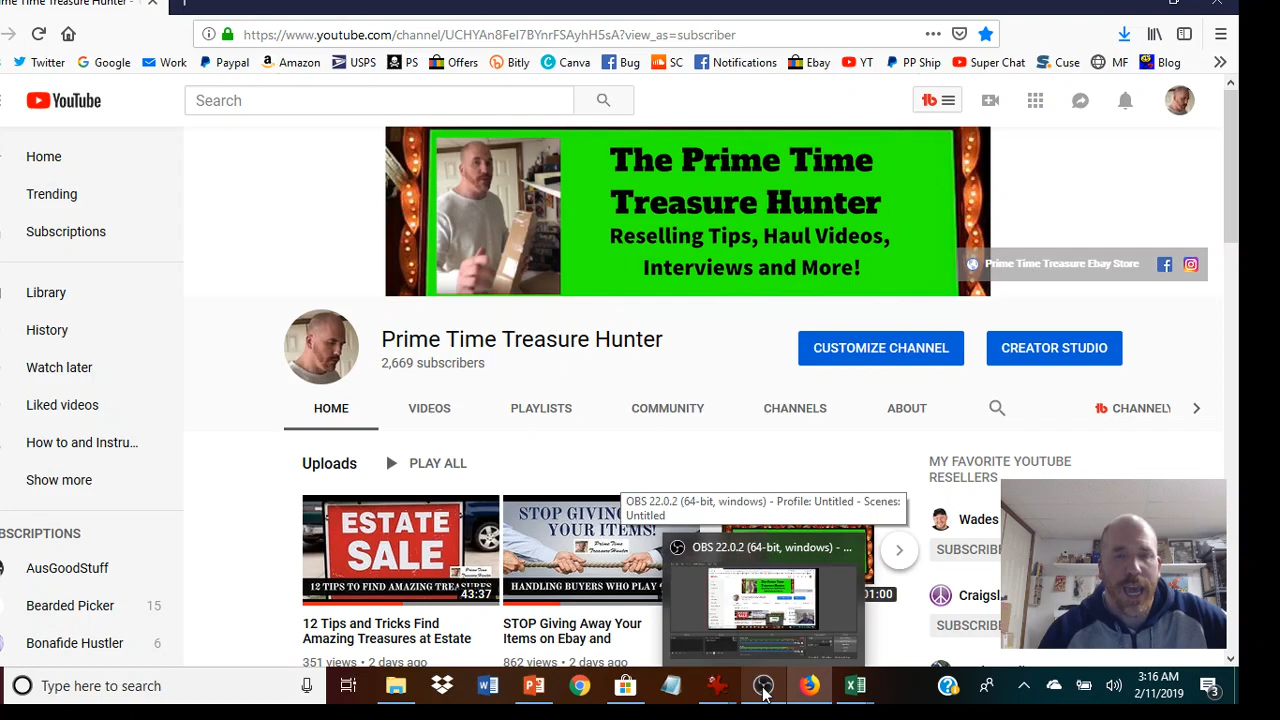 ime Time Treasure Hunter -
https://www.youtube.com/channel/UCHYAn8FeI7BYnrFSAyhH5sA?view_as=subscriber
Twitter Google Work Paypal Amazon USPS PS Offers Bitly Canva Bug SC Notifications Ebay YT PP Ship Super Chat Cuse MF Blog
YouTube
Search
Home
Trending
Subscriptions
Library
History
Watch later
Liked videos
How to and Instru...
Show more
BSCRIPTIONS
AusGoodStuff
Bearded Picker 15
Bonafide Hustler 6
The Prime Time
Treasure Hunter
Reselling Tips, Haul Videos,
Interviews and More!
Prime Time Treasure Ebay Store
Prime Time Treasure Hunter
2,669 subscribers
CUSTOMIZE CHANNEL
CREATOR STUDIO
HOME VIDEOS PLAYLISTS COMMUNITY CHANNELS ABOUT CHANNELY
Uploads PLAY ALL
ESTATE
SALE
12 TIPS TO FIND AMAZING TREASURES
43:37
12 Tips and Tricks Find
Amazing Treasures at Estate
351 views • 2 days ago
STOP GIVING
YOUR ITEMS!
HANDLING BUYERS WHO PLAY
STOP Giving Away Your
Items on Ebay and
862 views • 2 days ago
OBS 22.0.2 (64-bit, windows) - Profile: Untitled - Scenes:
Untitled
OBS 22.0.2 (64-bit, windows) - ...
:01:00
MY FAVORITE YOUTUBE
RESELLERS
Wades
SUBSCRIB
Craigsl
SUBSCRIB
Type here to search
3:16 AM
2/11/2019
3